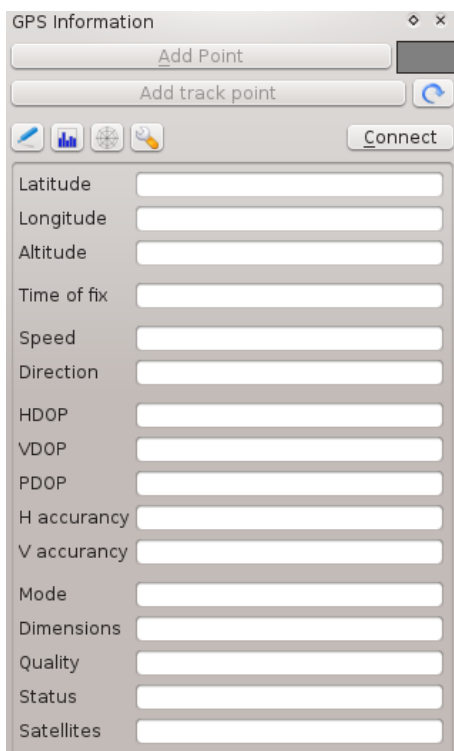 GPS Information
Add Point
Add track point
Connect
Latitude
Longitude
Altitude
Time of fix
Speed
Direction
HDOP
VDOP
PDOP
H accurancy
V accurancy
Mode
Dimensions
Quality
Status
Satellites